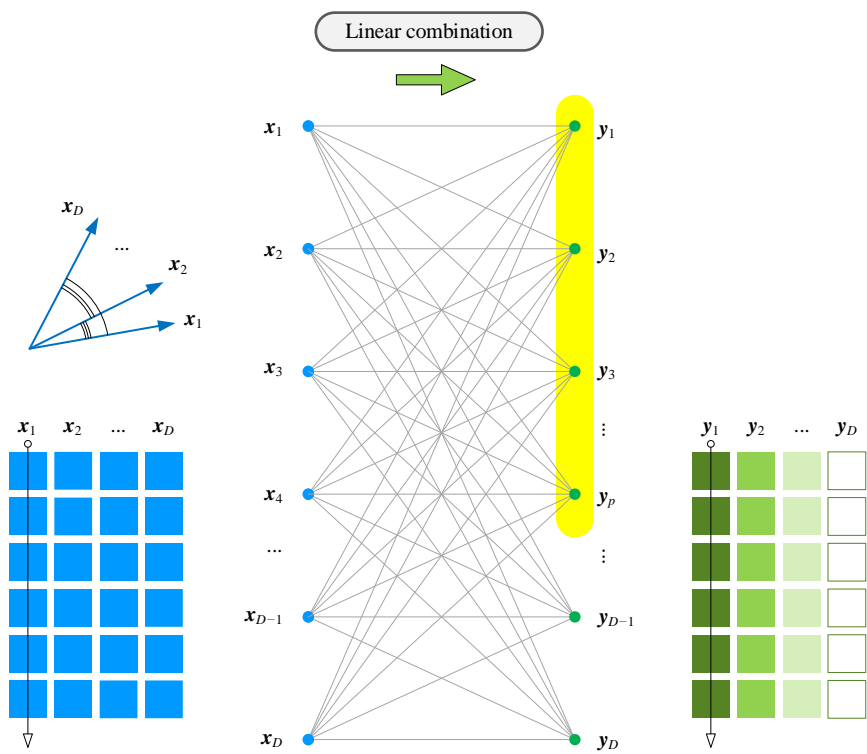 Linear combination
x1
y1
xD
...
x2
y2
x2
x1
x3
y3
...
x1 x2 ... xD
y1 y2 ... yD
x4
yp
...
...
xD−1
yD−1
xD
yD